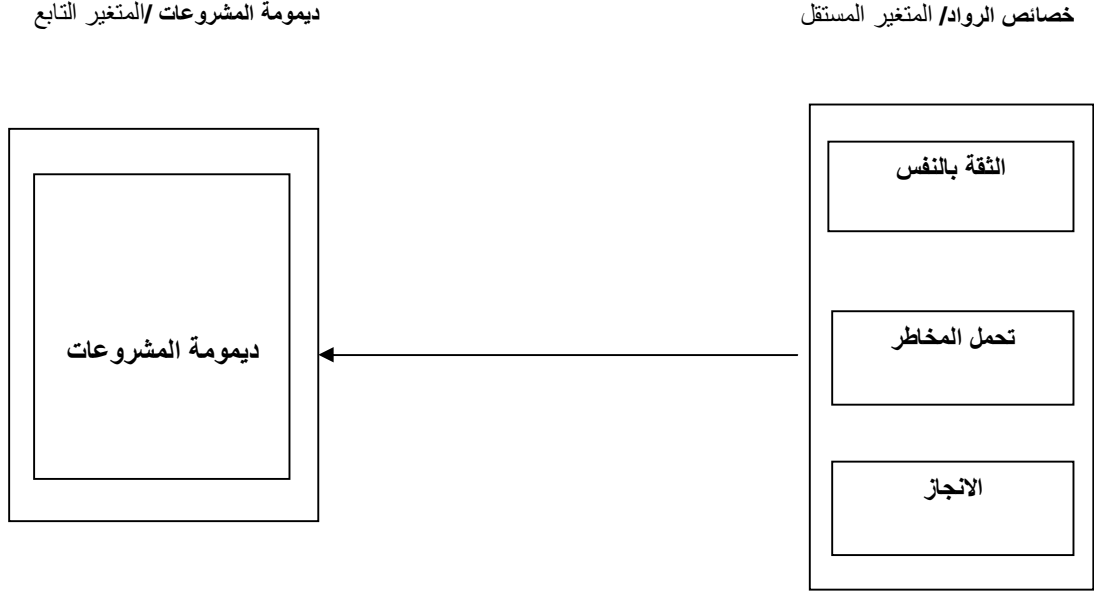 خصائص الرواد/ المتغير المستقل
ديمومة المشروعات /المتغير التابع
الثقة بالنفس
تحمل المخاطر
الانجاز
ديمومة المشروعات